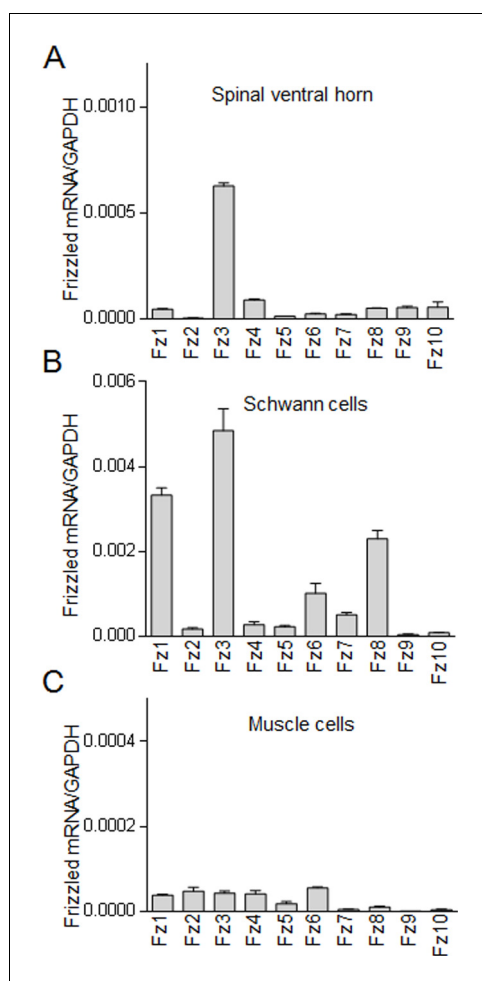 A
Spinal ventral horn
Frizzled mRNA/GAPDH
0.0010
0.0005
0.0000
Fz1 Fz2 Fz3 Fz4 Fz5 Fz6 Fz7 Fz8 Fz9 Fz10
B
Schwann cells
Frizzled mRNA/GAPDH
0.006
0.004
0.002
0.000
Fz1 Fz2 Fz3 Fz4 Fz5 Fz6 Fz7 Fz8 Fz9 Fz10
C
Muscle cells
Frizzled mRNA/GAPDH
0.0004
0.0002
0.0000
Fz1 Fz2 Fz3 Fz4 Fz5 Fz6 Fz7 Fz8 Fz9 Fz10